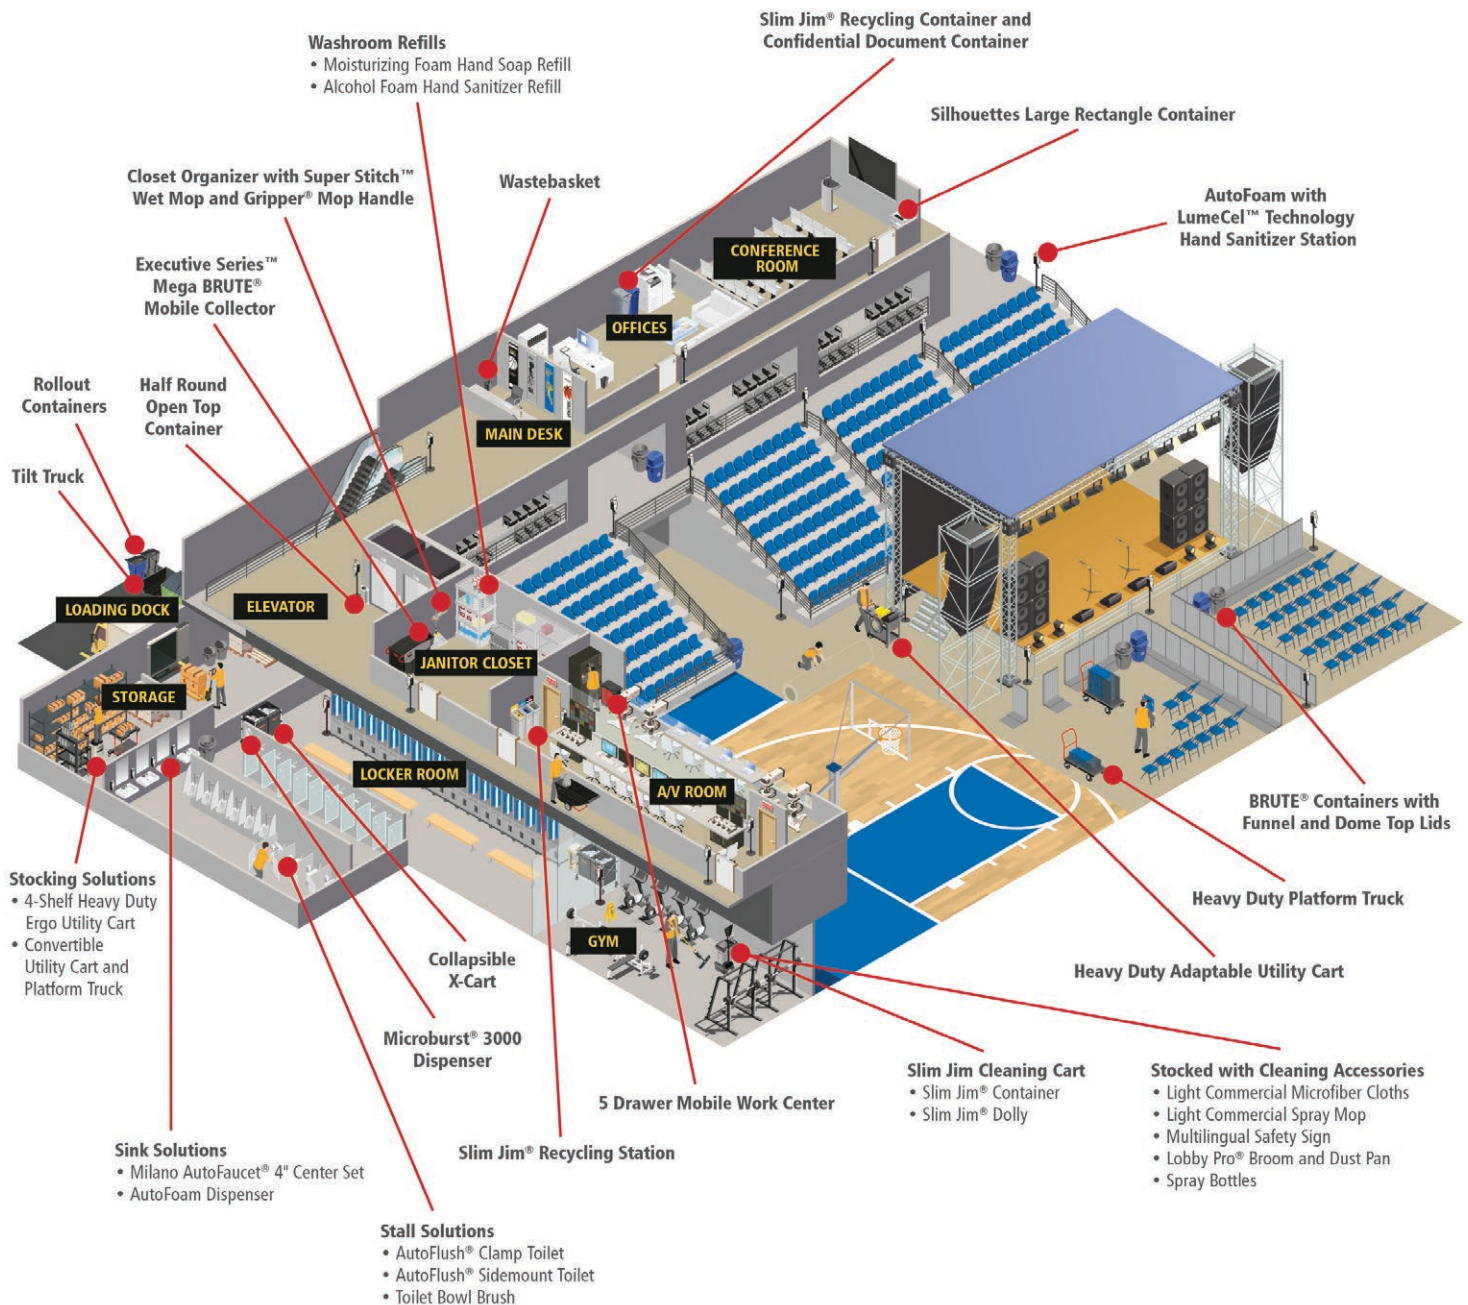 Slim Jim® Recycling Container and
Confidential Document Container
Washroom Refills
• Moisturizing Foam Hand Soap Refill
• Alcohol Foam Hand Sanitizer Refill
Silhouettes Large Rectangle Container
Closet Organizer with Super Stitch™
Wet Mop and Gripper® Mop Handle
Wastebasket
AutoFoam with
LumeCel™ Technology
Hand Sanitizer Station
Executive Series™
Mega BRUTE®
Mobile Collector
CONFERENCE
ROOM
OFFICES
Rollout
Containers
Half Round
Open Top
Container
MAIN DESK
Tilt Truck
LOADING DOCK
ELEVATOR
JANITOR CLOSET
STORAGE
LOCKER ROOM
A/V ROOM
BRUTE® Containers with
Funnel and Dome Top Lids
Stocking Solutions
• 4-Shelf Heavy Duty
Ergo Utility Cart
• Convertible
Utility Cart and
Platform Truck
Heavy Duty Platform Truck
GYM
Collapsible
X-Cart
Heavy Duty Adaptable Utility Cart
Microburst® 3000
Dispenser
Slim Jim Cleaning Cart
• Slim Jim® Container
• Slim Jim® Dolly
Stocked with Cleaning Accessories
• Light Commercial Microfiber Cloths
• Light Commercial Spray Mop
• Multilingual Safety Sign
• Lobby Pro® Broom and Dust Pan
• Spray Bottles
5 Drawer Mobile Work Center
Sink Solutions
• Milano AutoFaucet® 4" Center Set
• AutoFoam Dispenser
Slim Jim® Recycling Station
Stall Solutions
• AutoFlush® Clamp Toilet
• AutoFlush® Sidemount Toilet
• Toilet Bowl Brush